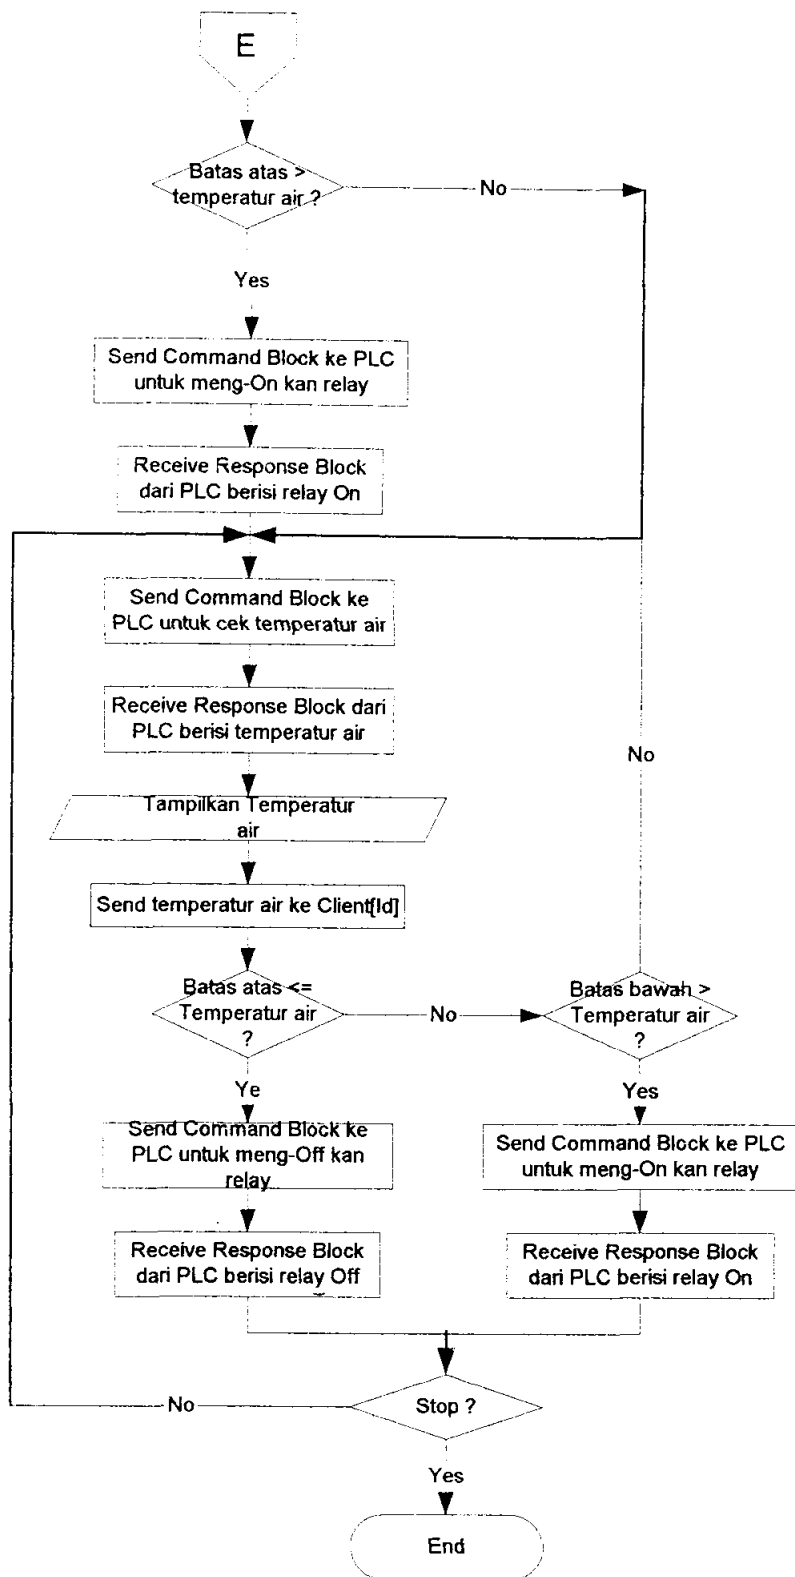 E
Batas atas >
temperatur air ?
No
Yes
Send Command Block ke PLC
untuk meng-On kan relay
Receive Response Block
dari PLC berisi relay On
Send Command Block ke
PLC untuk cek temperatur air
Receive Response Block dari
PLC berisi temperatur air
No
Tampilkan Temperatur
air
Send temperatur air ke Client[Id]
Batas atas <=
Temperatur air
?
No
Batas bawah >
Temperatur air
?
Ye
Yes
Send Command Block ke
PLC untuk meng-Off kan
relay
Send Command Block ke PLC
untuk meng-On kan relay
Receive Response Block
dari PLC berisi relay Off
Receive Response Block
dari PLC berisi relay On
No
Stop ?
Yes
End